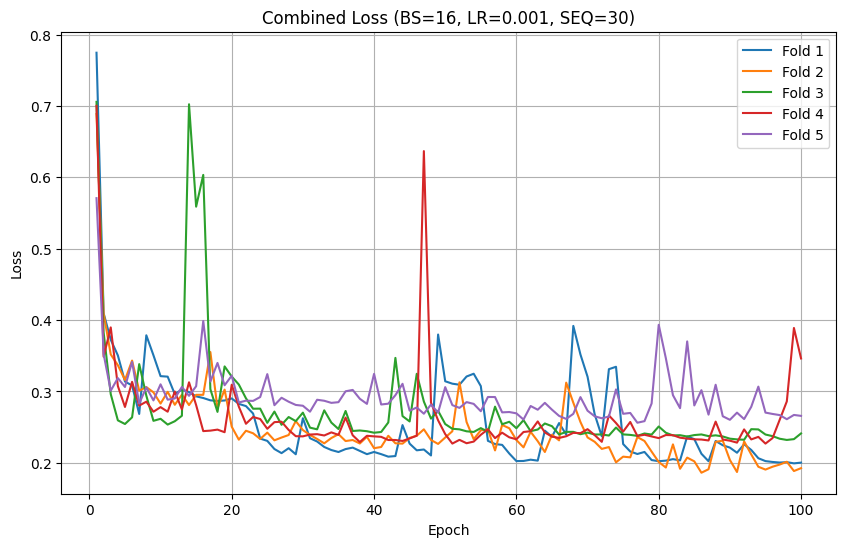 Combined Loss (BS=16, LR=0.001, SEQ=30)
Loss
0.8
0.7
0.6
0.5
0.4
0.3
0.2
Fold 1
Fold 2
Fold 3
Fold 4
Fold 5
0 20 40 60 80 100
Epoch